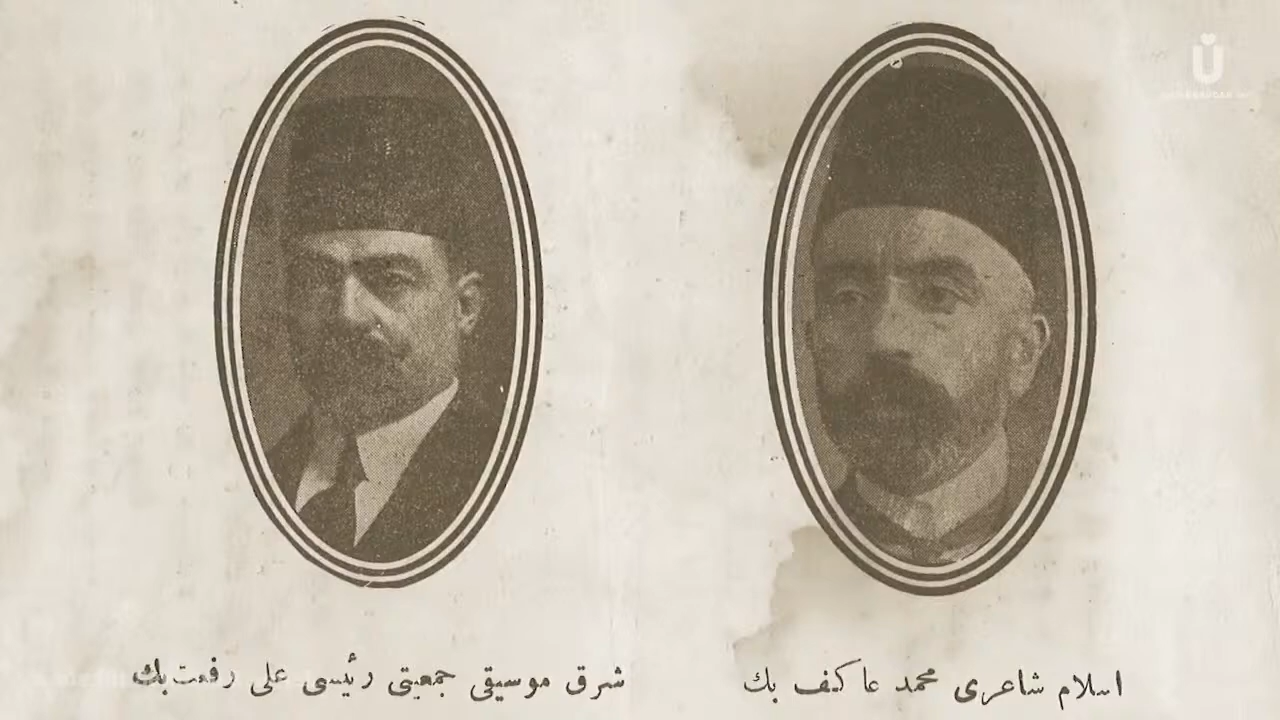 اسلام شاعری محمد عاکف بك
شرق موسیقی جمعیتی رئیسی علی رفعت بك